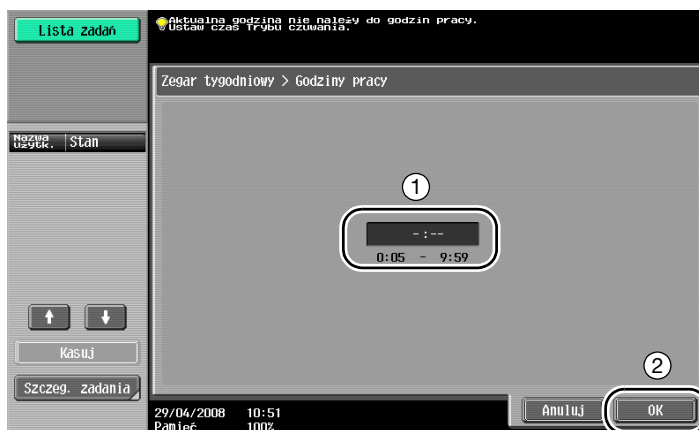 Lista zadań
Aktualna godzina nie należy do godzin pracy.
Ustaw czas Trybu czuwania.
Zegar tygodniowy > Godziny pracy
Nazwa użytk. Stan
1
-:--
0:05 - 9:59
Kasuj
Szczeg. zadania
2
Anuluj OK
29/04/2008 10:51
Pamięć 100%